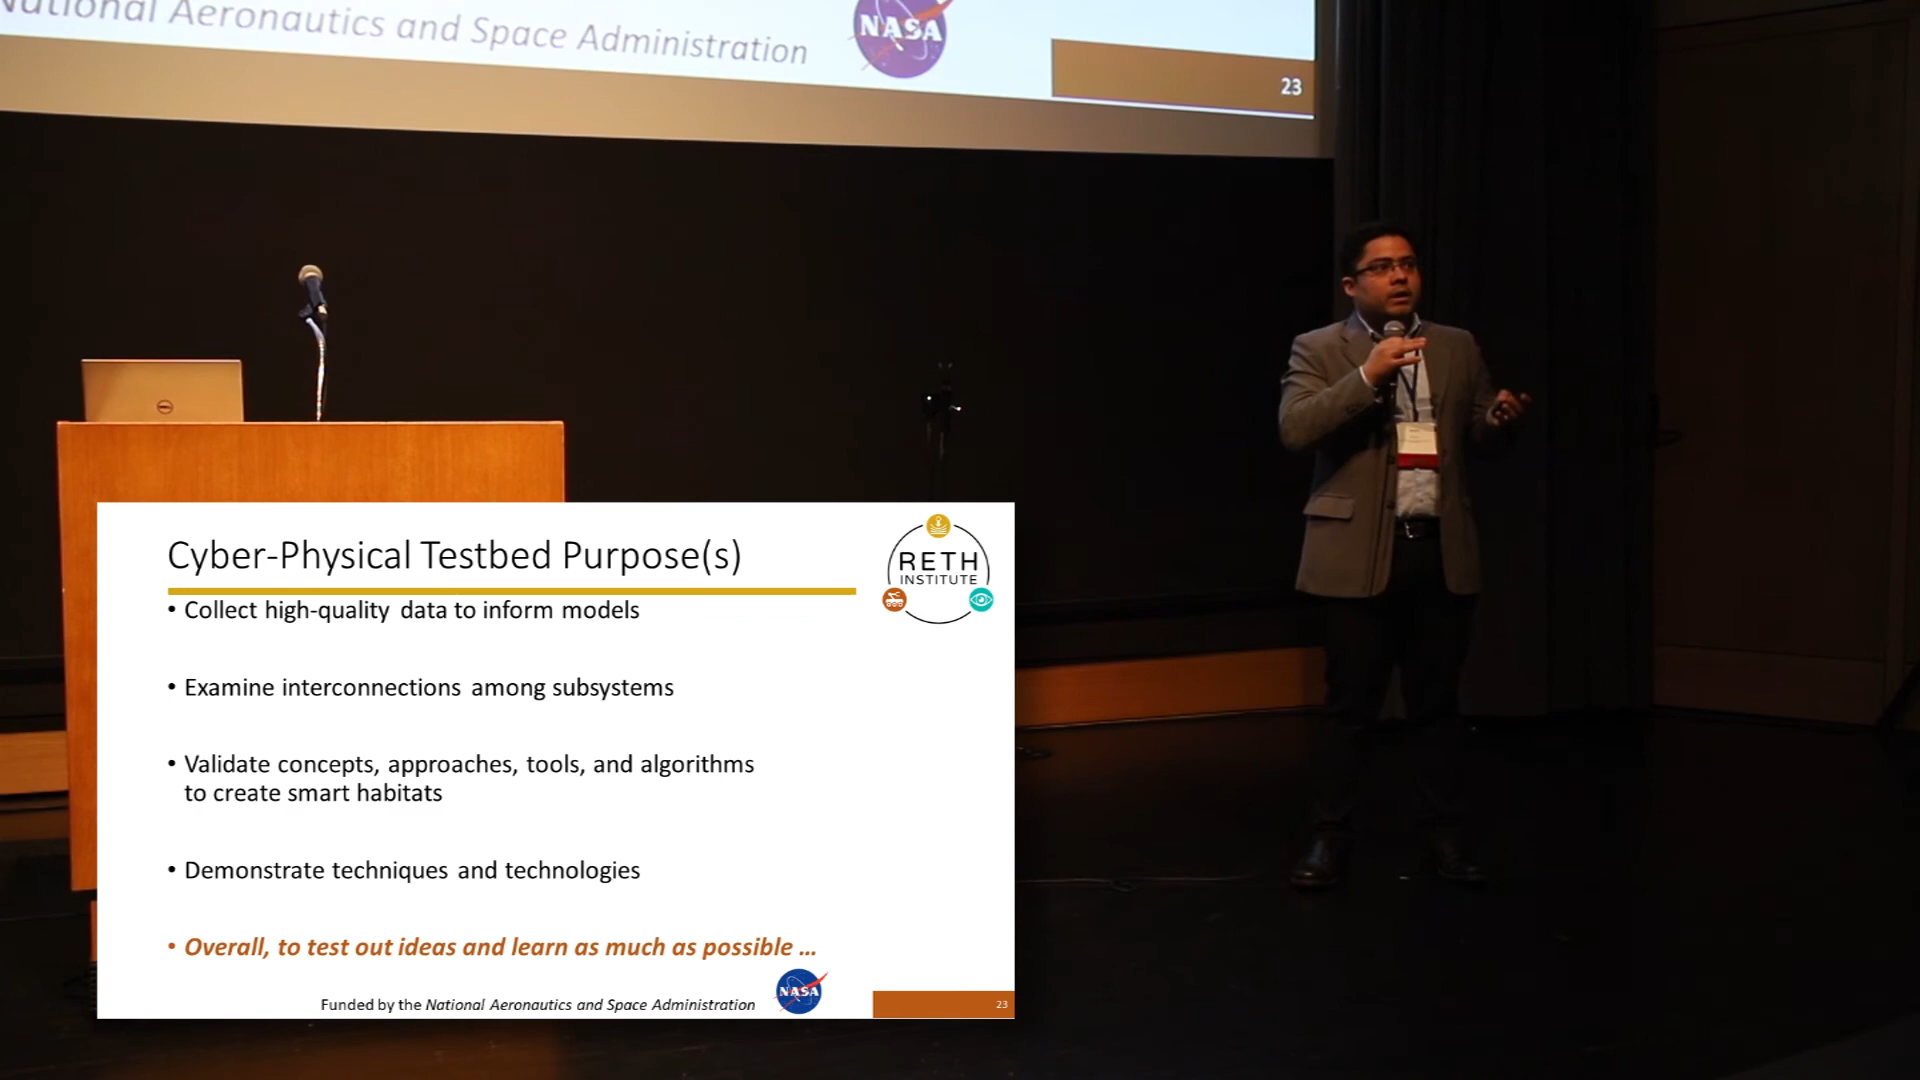 National Aeronautics and Space Administration
NASA
23
Cyber-Physical Testbed Purpose(s)
RETH
INSTITUTE
• Collect high-quality data to inform models
• Examine interconnections among subsystems
• Validate concepts, approaches, tools, and algorithms
to create smart habitats
• Demonstrate techniques and technologies
• Overall, to test out ideas and learn as much as possible ...
Funded by the National Aeronautics and Space Administration
NASA
23